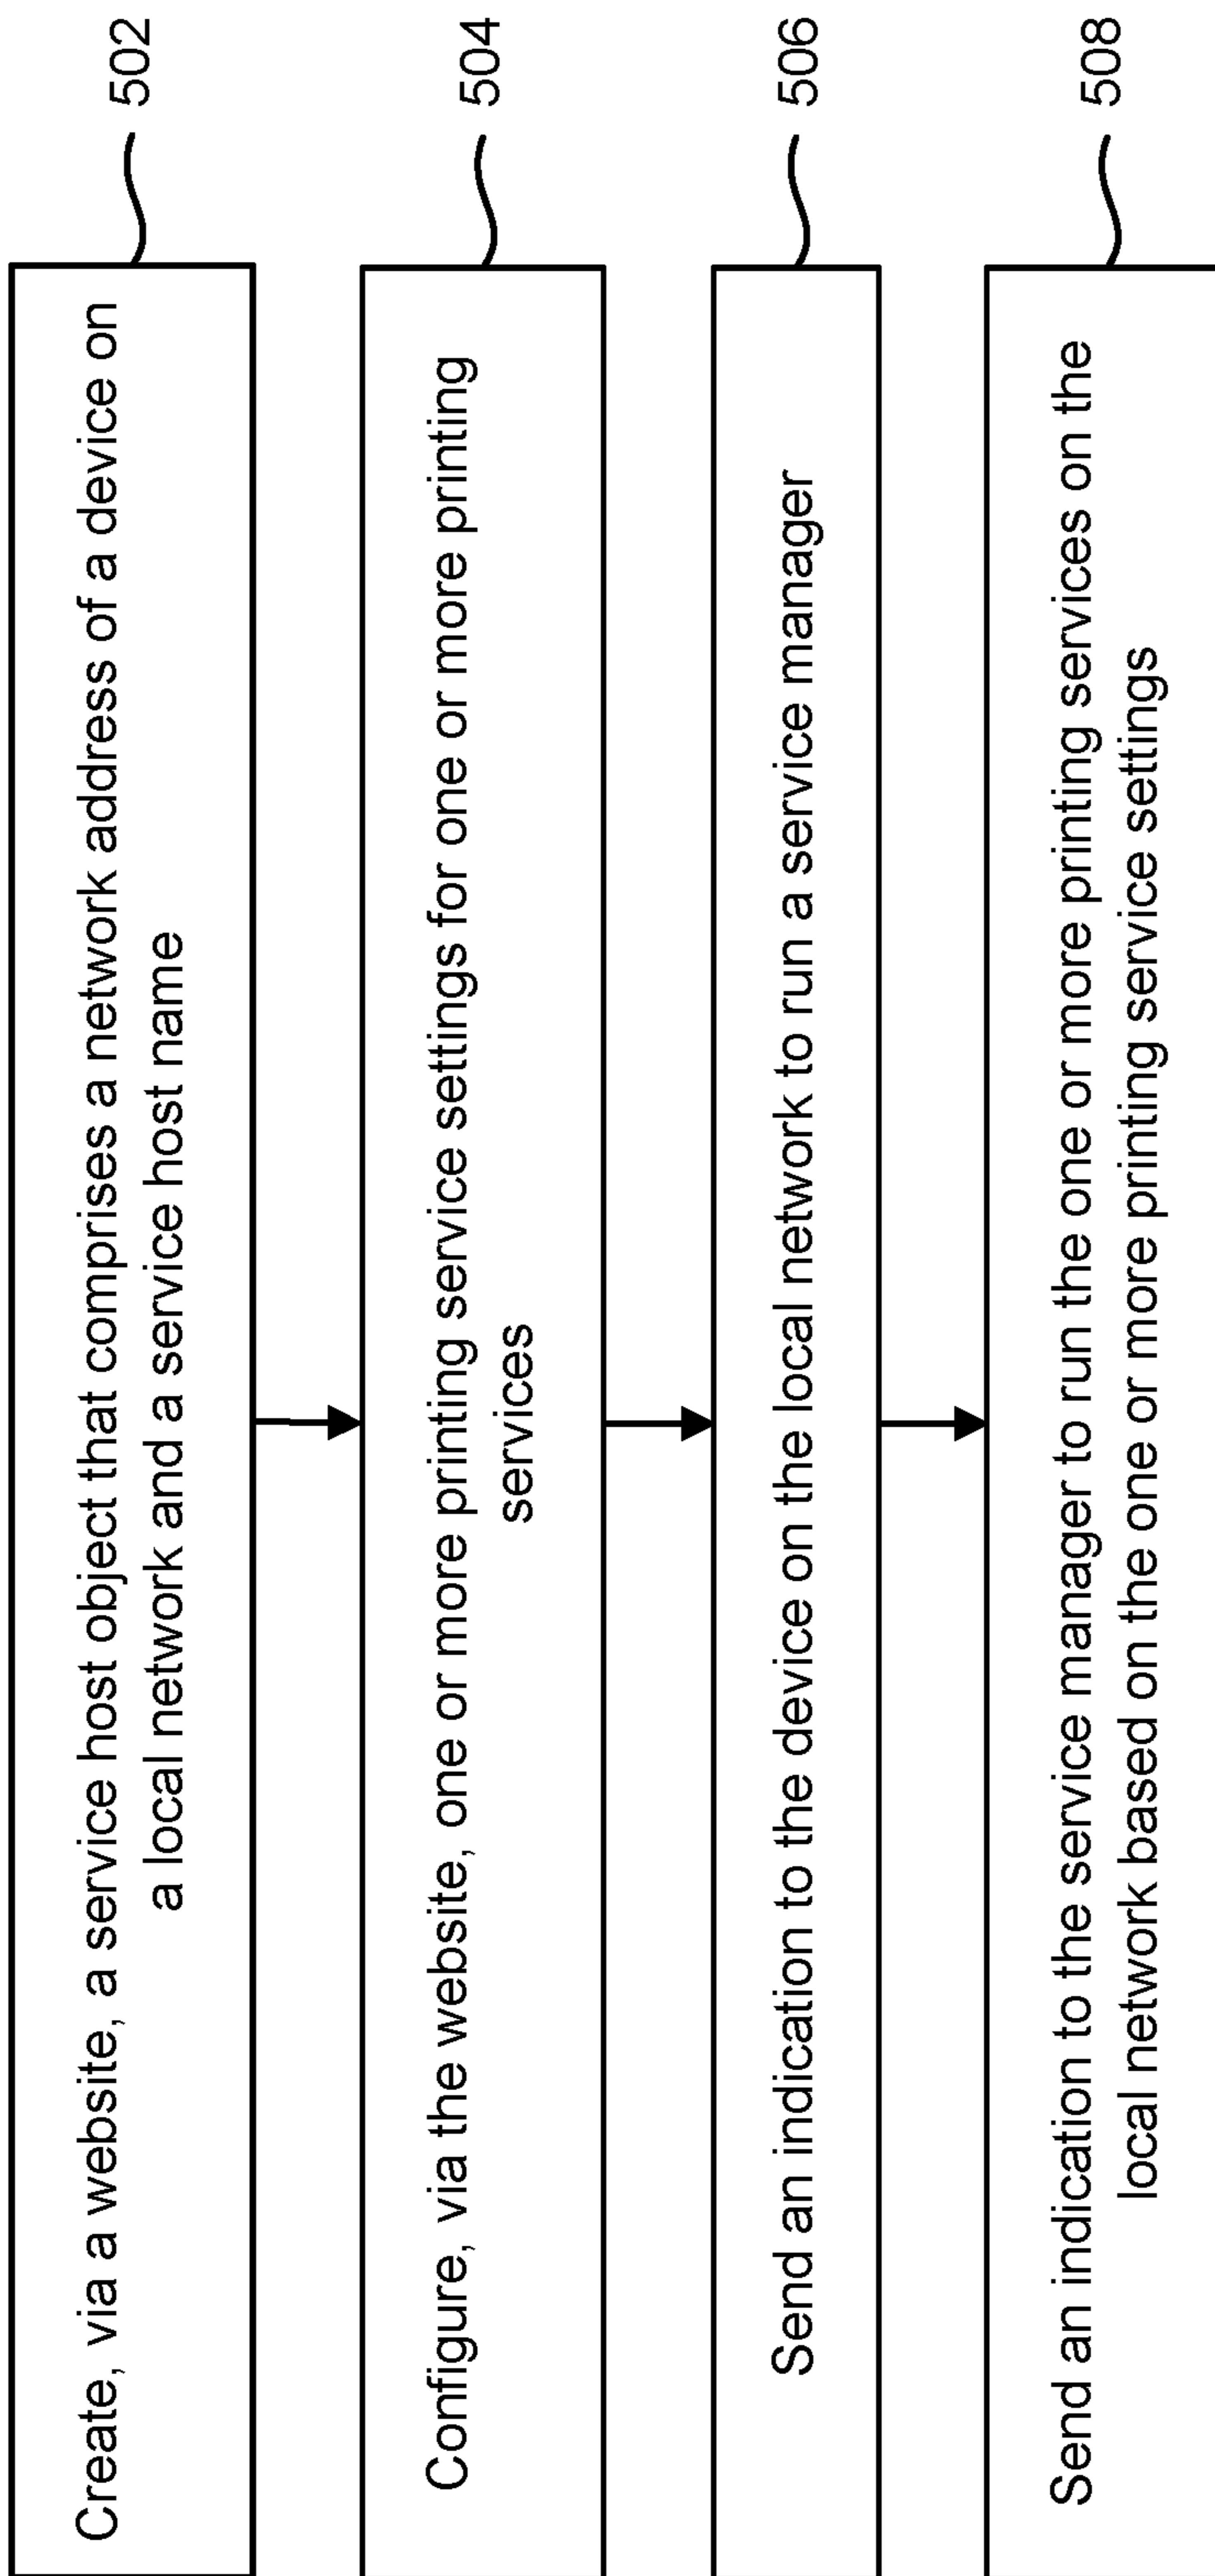 Create, via a website, a service host object that comprises a network address of a device on
a local network and a service host name
502
Configure, via the website, one or more printing service settings for one or more printing
services
504
Send an indication to the device on the local network to run a service manager
506
Send an indication to the service manager to run the one or more printing services on the
local network based on the one or more printing service settings
508